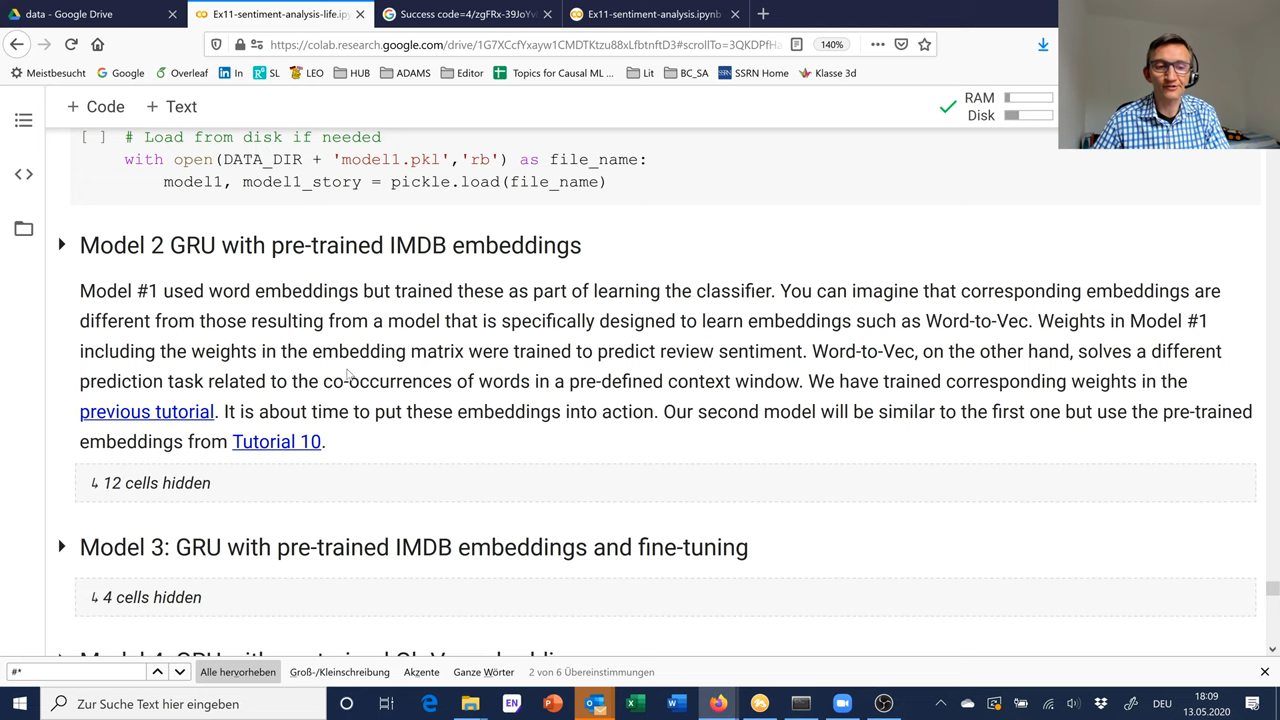 data - Google Drive
Ex11-sentiment-analysis-life.ipy
Success code=4/zgFRx-39JoYv
Ex11-sentiment-analysis.ipynb
https://colab.research.google.com/drive/1G7XCcfYxayw1CMDTKtzu88xLfbtnftD3#scrollTo=3QKDPfH
140%
Meistbesucht
Google
Overleaf
In
SL
LEO
HUB
ADAMS
Editor
Topics for Causal ML ...
Lit
BC_SA
SSRN Home
Klasse 3d
+ Code + Text
RAM
Disk
[ ] # Load from disk if needed
with open(DATA_DIR + 'model1.pkl','rb') as file_name:
model1, model1_story = pickle.load(file_name)
Model 2 GRU with pre-trained IMDB embeddings
Model #1 used word embeddings but trained these as part of learning the classifier. You can imagine that corresponding embeddings are
different from those resulting from a model that is specifically designed to learn embeddings such as Word-to-Vec. Weights in Model #1
including the weights in the embedding matrix were trained to predict review sentiment. Word-to-Vec, on the other hand, solves a different
prediction task related to the co-occurrences of words in a pre-defined context window. We have trained corresponding weights in the
previous tutorial. It is about time to put these embeddings into action. Our second model will be similar to the first one but use the pre-trained
embeddings from Tutorial 10.
↳ 12 cells hidden
Model 3: GRU with pre-trained IMDB embeddings and fine-tuning
↳ 4 cells hidden
#*
Alle hervorheben
Groß-/Kleinschreibung
Akzente
Ganze Wörter
2 von 6 Übereinstimmungen
Zur Suche Text hier eingeben
EN
DEU
18:09
13.05.2020